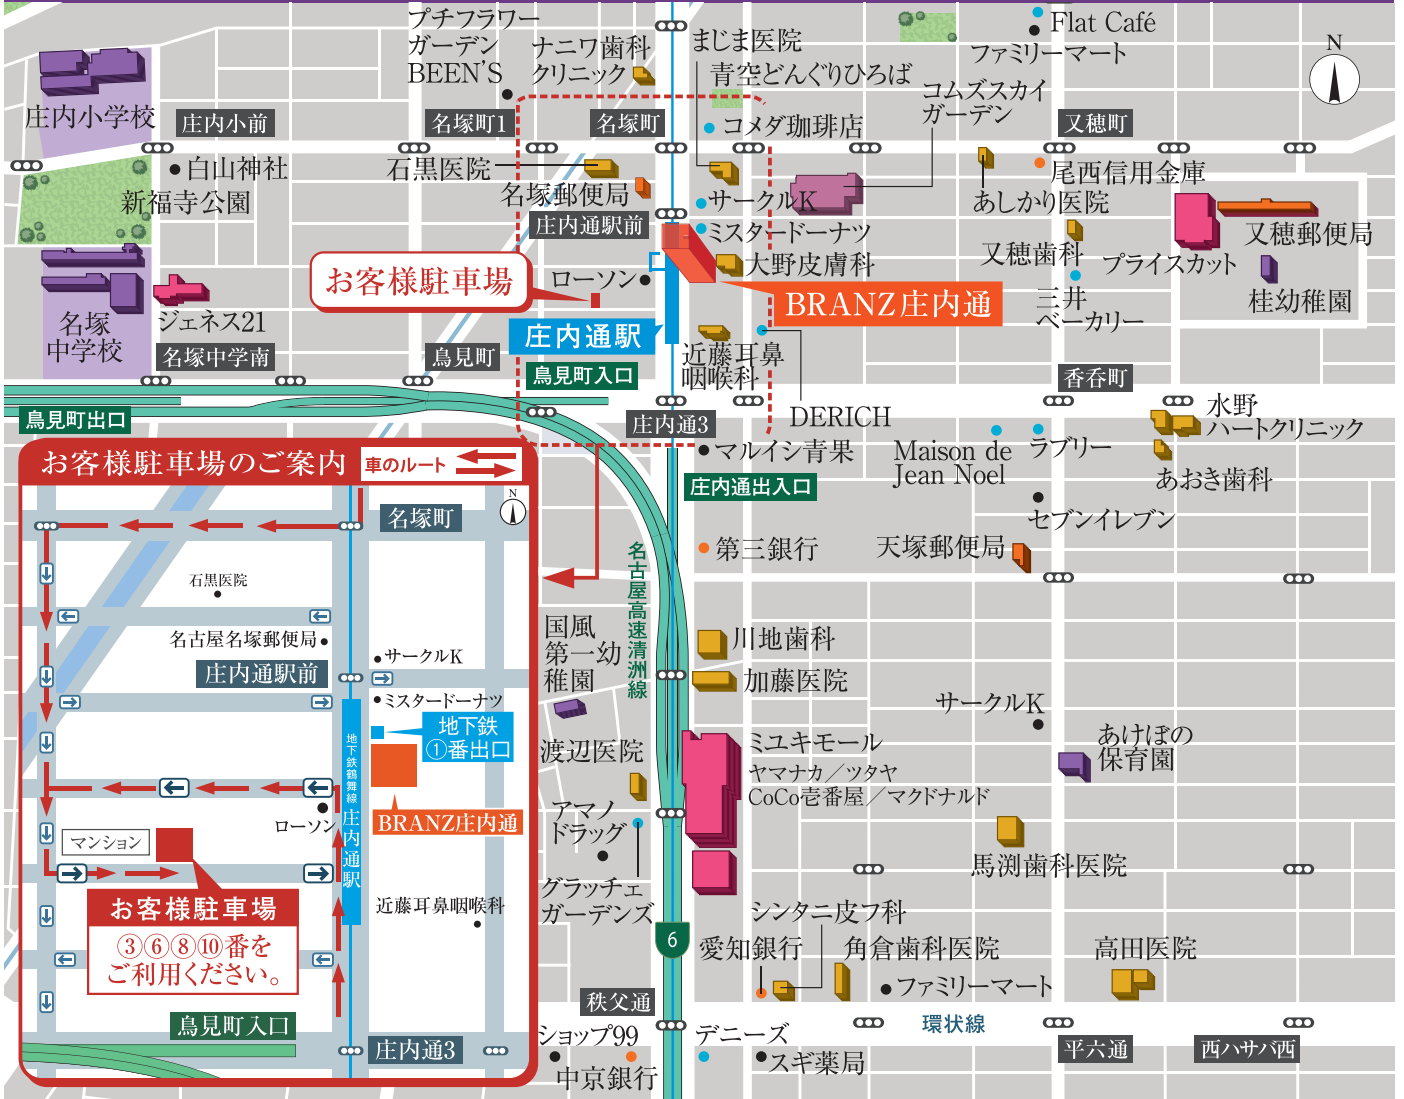 プチフラワー
ガーデン
BEEN'S
ナニワ歯科
クリニック
まじま医院
青空どんぐりひろば
コムズスカイ
ガーデン
Flat Café
ファミリーマート
N
庄内小学校
庄内小前
名塚町1
名塚町
コメダ珈琲店
又穂町
白山神社
新福寺公園
石黒医院
名塚郵便局
庄内通駅前
サークルK
ミスタードーナツ
大野皮膚科
あしかり医院
尾西信用金庫
又穂歯科
プライスカット
又穂郵便局
桂幼稚園
三井
ベーカリー
お客様駐車場
ローソン
BRANZ庄内通
庄内通駅
名塚
中学校
ジェネス21
名塚中学南
鳥見町
鳥見町入口
近藤耳鼻
咽喉科
DERICH
香呑町
鳥見町出口
庄内通3
マルイシ青果
庄内通出入口
Maison de
Jean Noel
ラブリー
水野
ハートクリニック
あおき歯科
セブンイレブン
第三銀行
天塚郵便局
名古屋高速清洲線
国風
第一幼
稚園
川地歯科
加藤医院
サークルK
あけぼの
保育園
渡辺医院
ミユキモール
ヤマナカ／ツタヤ
CoCo壱番屋／マクドナルド
アマノ
ドラッグ
馬渕歯科医院
グラッチェ
ガーデンズ
シンタニ皮フ科
6
愛知銀行
角倉歯科医院
高田医院
ファミリーマート
秩父通
環状線
ショップ99
中京銀行
デニーズ
スギ薬局
平六通
西ハサバ西
お客様駐車場のご案内
車のルート
N
名塚町
石黒医院
名古屋名塚郵便局
庄内通駅前
サークルK
ミスタードーナツ
地下鉄
①番出口
地下鉄鶴舞線
庄内通駅
BRANZ庄内通
ローソン
マンション
お客様駐車場
③⑥⑧⑩番を
ご利用ください。
近藤耳鼻咽喉科
鳥見町入口
庄内通3